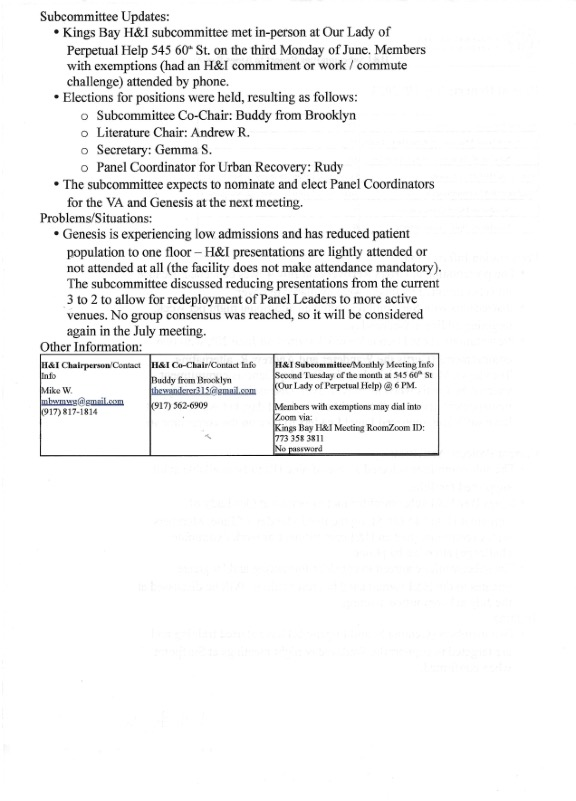 Subcommittee Updates:
• Kings Bay H&I subcommittee met in-person at Our Lady of
Perpetual Help 545 60th St. on the third Monday of June. Members
with exemptions (had an H&I commitment or work / commute
challenge) attended by phone.
• Elections for positions were held, resulting as follows:
o Subcommittee Co-Chair: Buddy from Brooklyn
o Literature Chair: Andrew R.
o Secretary: Gemma S.
o Panel Coordinator for Urban Recovery: Rudy
• The subcommittee expects to nominate and elect Panel Coordinators
for the VA and Genesis at the next meeting.
Problems/Situations:
• Genesis is experiencing low admissions and has reduced patient
population to one floor – H&I presentations are lightly attended or
not attended at all (the facility does not make attendance mandatory).
The subcommittee discussed reducing presentations from the current
3 to 2 to allow for redeployment of Panel Leaders to more active
venues. No group consensus was reached, so it will be considered
again in the July meeting.
Other Information:
H&I Chairperson/Contact
Info
Mike W.
mbwmwg@gmail.com
(917) 817-1814
H&I Co-Chair/Contact Info
Buddy from Brooklyn
thewanderer315@gmail.com
(917) 562-6909
H&I Subcommittee/Monthly Meeting Info
Second Tuesday of the month at 545 60th St
(Our Lady of Perpetual Help) @ 6 PM.
Members with exemptions may dial into
Zoom via:
Kings Bay H&I Meeting RoomZoom ID:
773 358 3811
No password